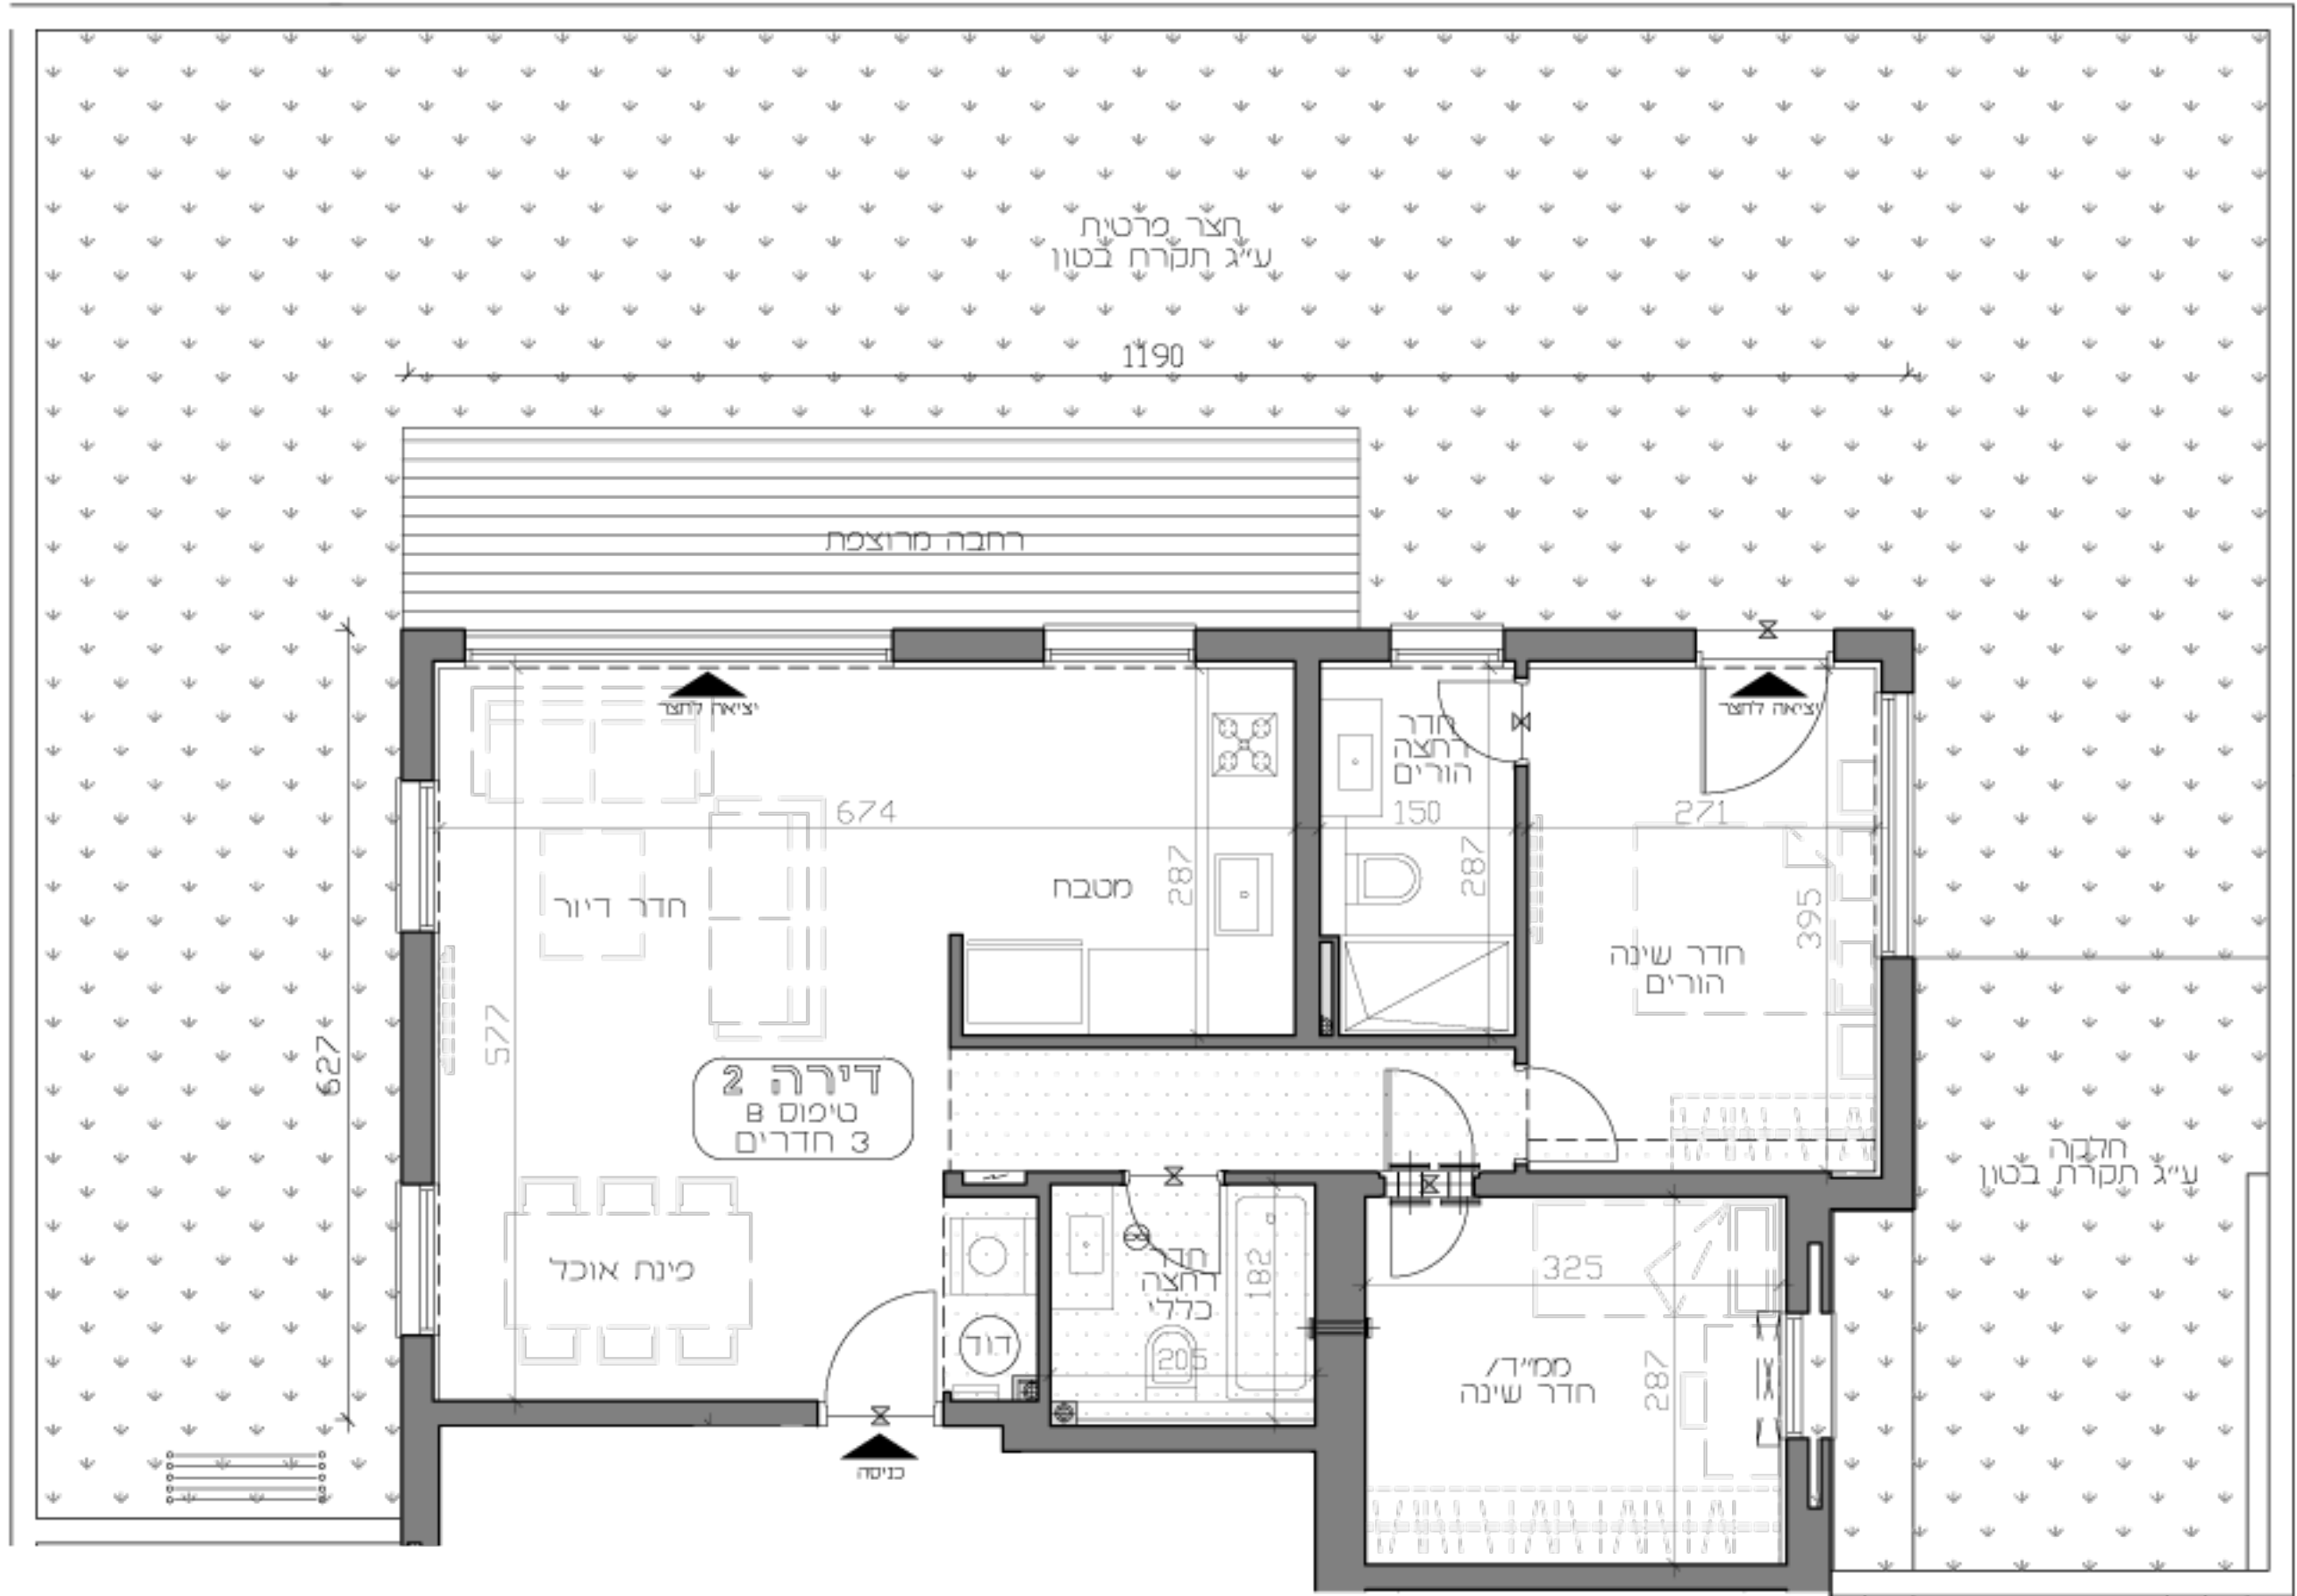 חצר פרטית
ע״ג תקרת בטון
1190
רחבה מרוצפת
יציאה לחצר
יציאה לחצר
חדר
רחצה
הורים
674
150
271
מטבח
287
287
חדר דיור
395
חדר שינה
הורים
577
627
דירה 2
טיפוס B
3 חדרים
חלקה
ע״ג תקרת בטון
פינת אוכל
חדר
רחצה
כללי
182
325
דוד
205
ממ״ד/
חדר שינה
287
כניסה